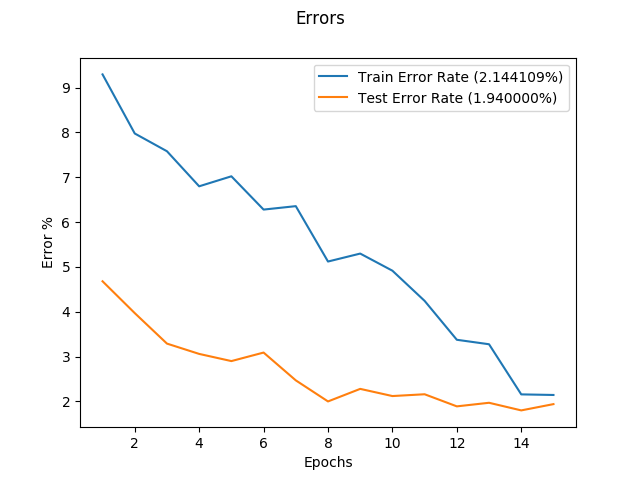 Errors
Train Error Rate (2.144109%)
Test Error Rate (1.940000%)
9
8
7
6
5
4
3
2
Error %
2 4 6 8 10 12 14
Epochs